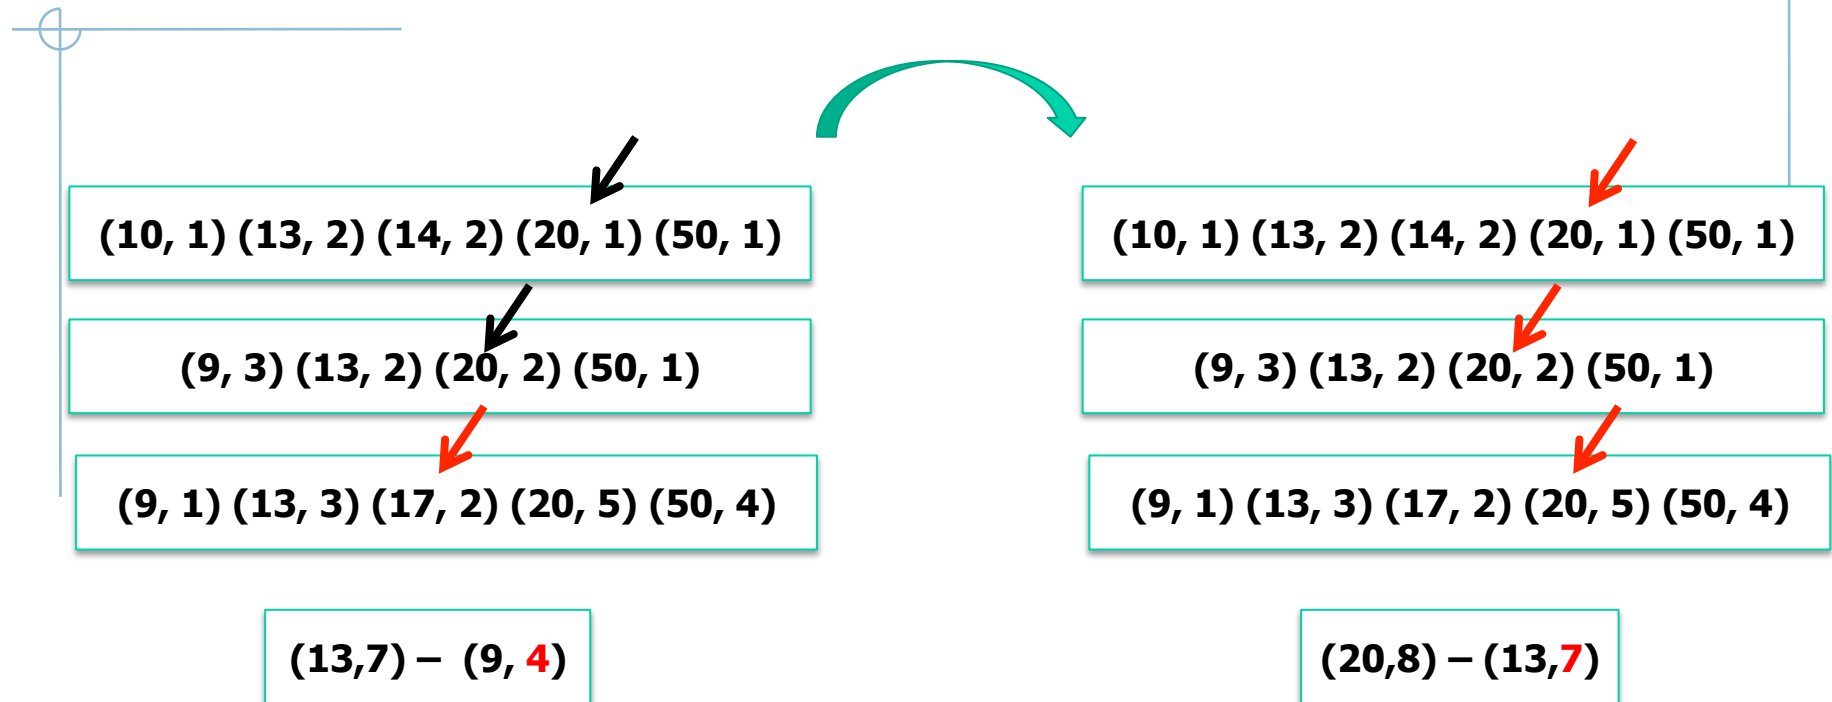 (10, 1) (13, 2) (14, 2) (20, 1) (50, 1)
(9, 3) (13, 2) (20, 2) (50, 1)
(9, 1) (13, 3) (17, 2) (20, 5) (50, 4)
(13,7) – (9, 4)
(10, 1) (13, 2) (14, 2) (20, 1) (50, 1)
(9, 3) (13, 2) (20, 2) (50, 1)
(9, 1) (13, 3) (17, 2) (20, 5) (50, 4)
(20,8) – (13,7)